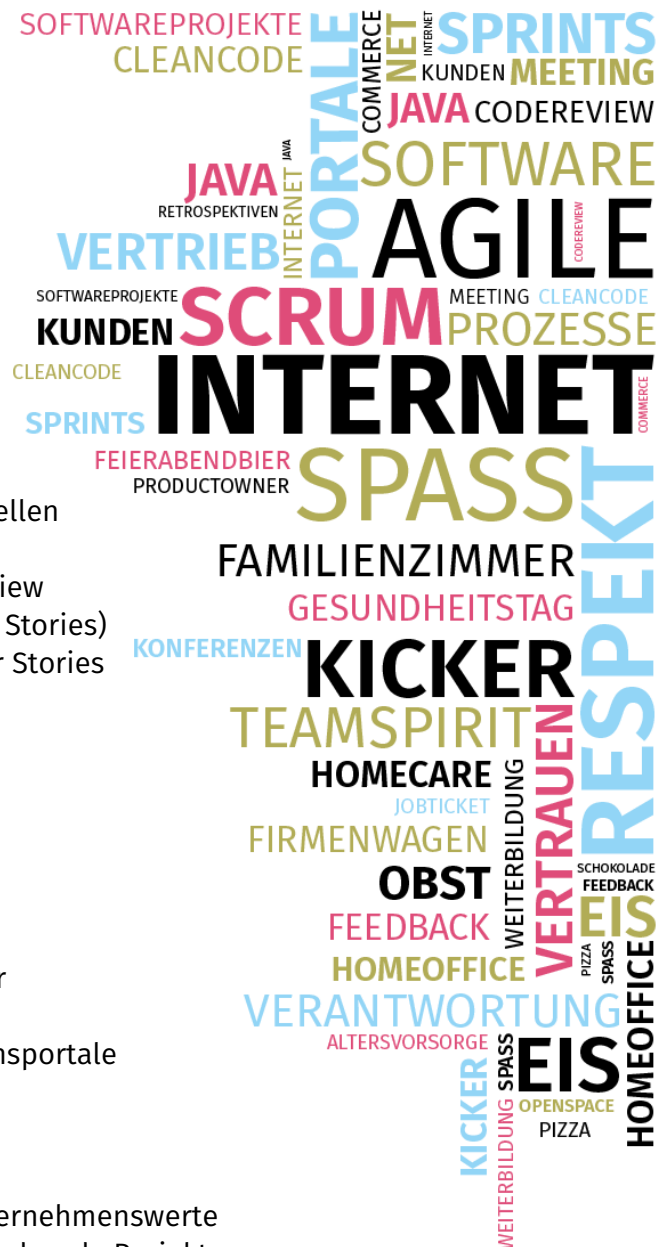 SOFTWAREPROJEKTE
CLEANCODE
PORTALE
COMMERCE
NET
INTERNET
SPRINTS
KUNDEN MEETING
JAVA CODEREVIEW
SOFTWARE
JAVA
JAVA
INTERNET
RETROSPEKTIVEN
VERTRIEB
AGILE
CODEREVIEW
SOFTWAREPROJEKTE
SCRUM
MEETING CLEANCODE
KUNDEN
PROZESSE
CLEANCODE
INTERNET
COMMERCE
SPRINTS
FEIERABENDBIER
PRODUCTOWNER
SPASS
RESPEKT
ellen
FAMILIENZIMMER
iew
GESUNDHEITSTAG
Stories)
KONFERENZEN
r Stories
KICKER
TEAMSPIRIT
VERTRAUEN
HOMECARE
WEITERBILDUNG
JOBTICKET
FIRMENWAGEN
OBST
SCHOKOLADE
FEEDBACK
EIS
FEEDBACK
PIZZA
SPASS
HOMEOFFICE
HOMEOFFICE
r
VERANTWORTUNG
ALTERSVORSORGE
nsportale
KICKER
SPASS
EIS
WEITERBILDUNG
OPENSPACE
PIZZA
ernehmenswerte